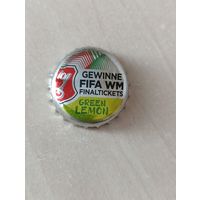 GEWINNE
FIFA WM
FINALTICKETS
GREEN
LEMON